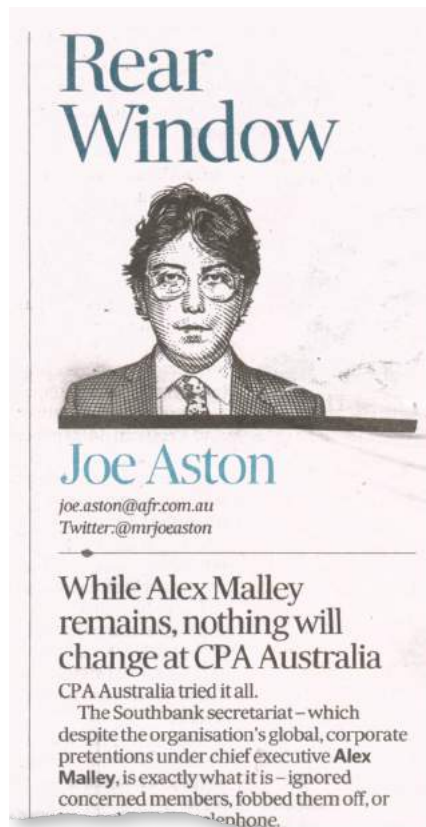 Rear
Window
Joe Aston
joe.aston@afr.com.au
Twitter:@mrjoeaston
While Alex Malley
remains, nothing will
change at CPA Australia
CPA Australia tried it all.
The Southbank secretariat – which
despite the organisation's global, corporate
pretentions under chief executive Alex
Malley, is exactly what it is – ignored
concerned members, fobbed them off, or